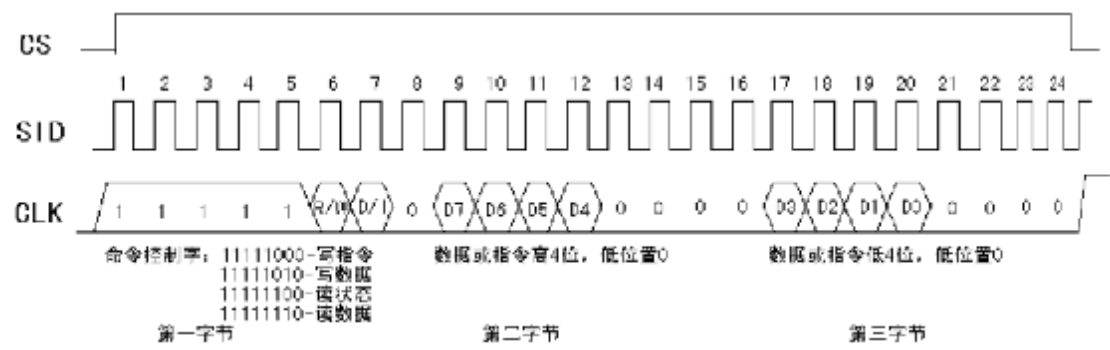 CS
1 2 3 4 5 6 7 8 9 10 11 12 13 14 15 16 17 18 19 20 21 22 23 24
SID
CLK 1 1 1 1 1 R/W D/I 0 D7 D6 D5 D4 0 0 0 0 D3 D2 D1 D0 0 0 0 0
命令控制字：11111000-写指令 数据或指令高4位，低位置0 数据或指令低4位，低位置0
11111010-写数据
11111100-读状态
11111110-读数据
第一字节 第二字节 第三字节